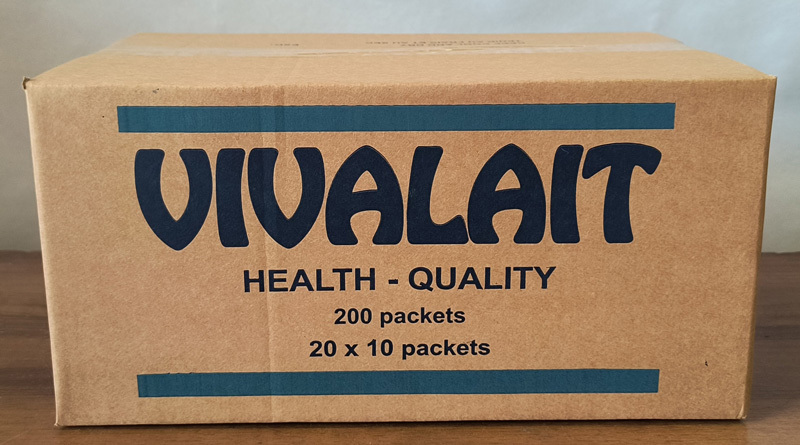 VIVALAIT
HEALTH - QUALITY
200 packets
20 x 10 packets